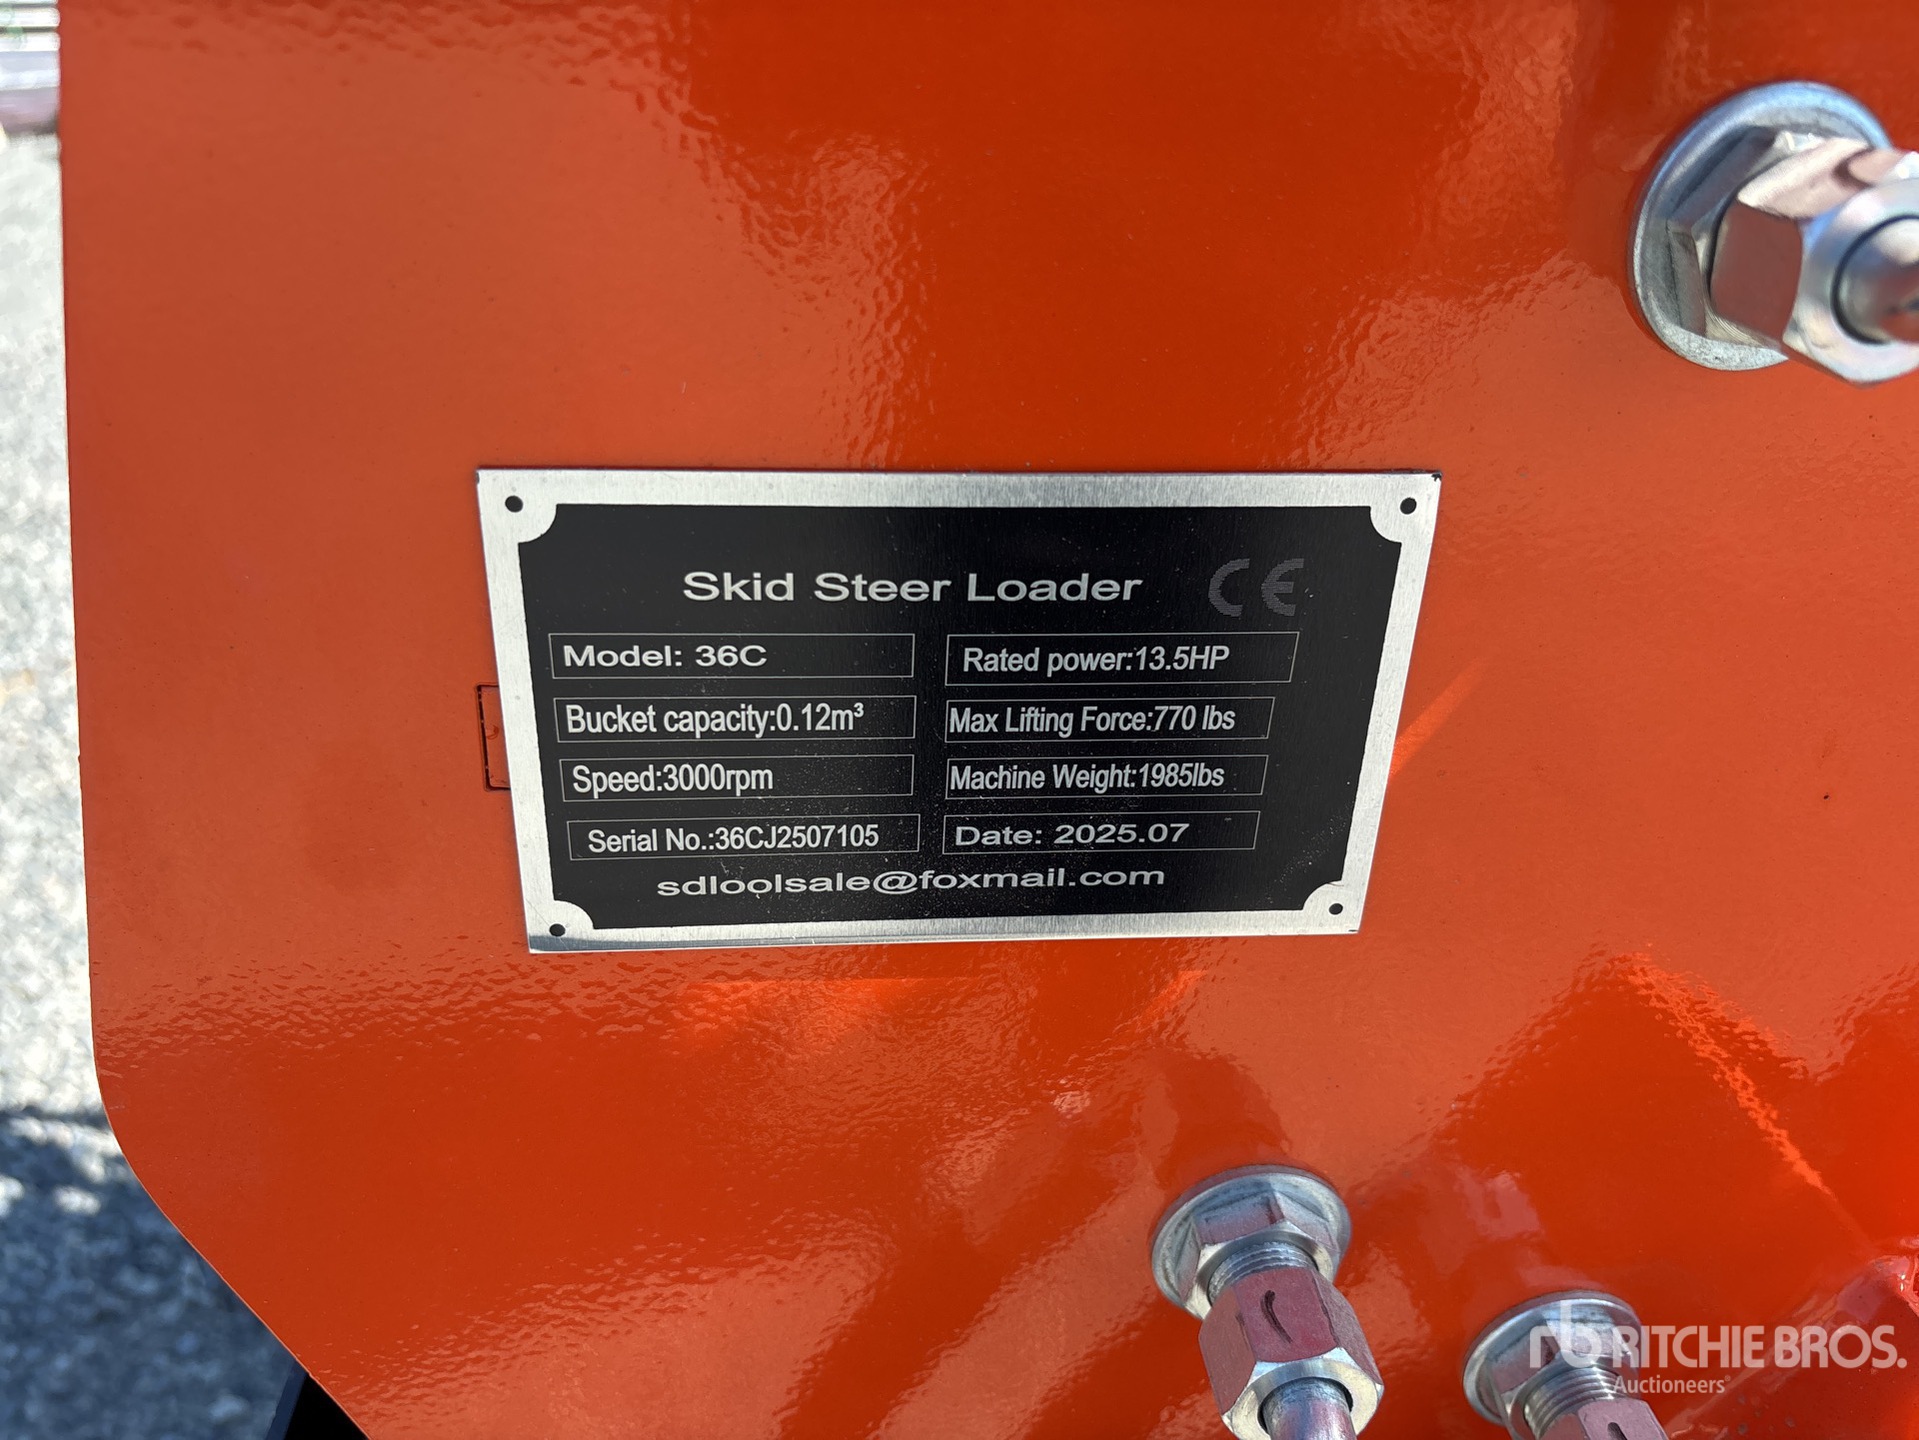 Skid Steer Loader CE
Model: 36C
Rated power:13.5HP
Bucket capacity:0.12m³
Max Lifting Force:770 lbs
Speed:3000rpm
Machine Weight:1985lbs
Serial No.:36CJ2507105
Date: 2025.07
sdloolsale@foxmail.com
rb RITCHIE BROS.
Auctioneers